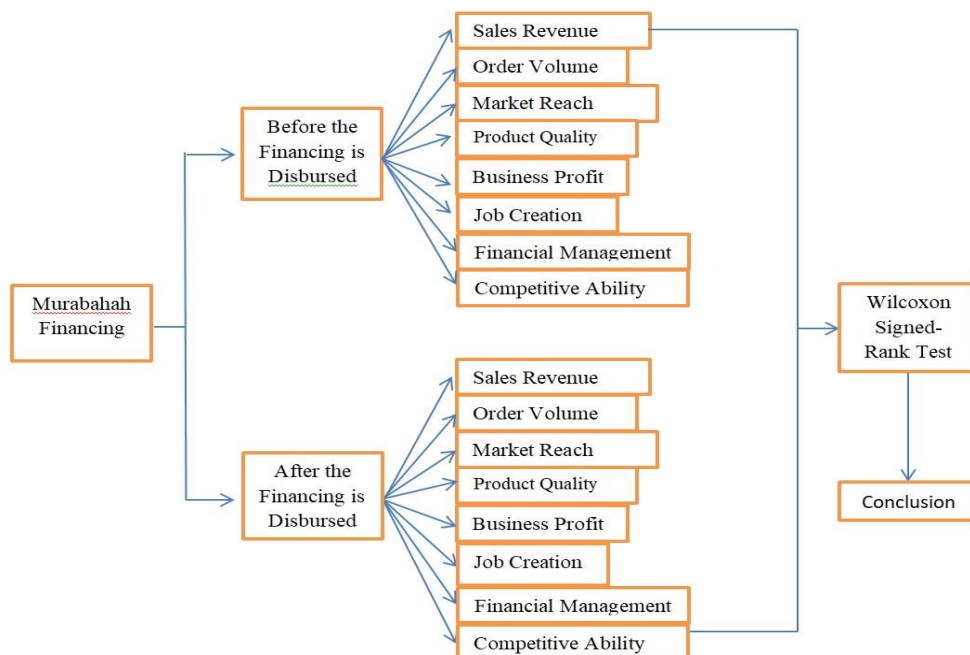 Murabahah
Financing
Before the
Financing is
Disbursed
Sales Revenue
Order Volume
Market Reach
Product Quality
Business Profit
Job Creation
Financial Management
Competitive Ability
After the
Financing is
Disbursed
Sales Revenue
Order Volume
Market Reach
Product Quality
Business Profit
Job Creation
Financial Management
Competitive Ability
Wilcoxon
Signed-
Rank Test
Conclusion